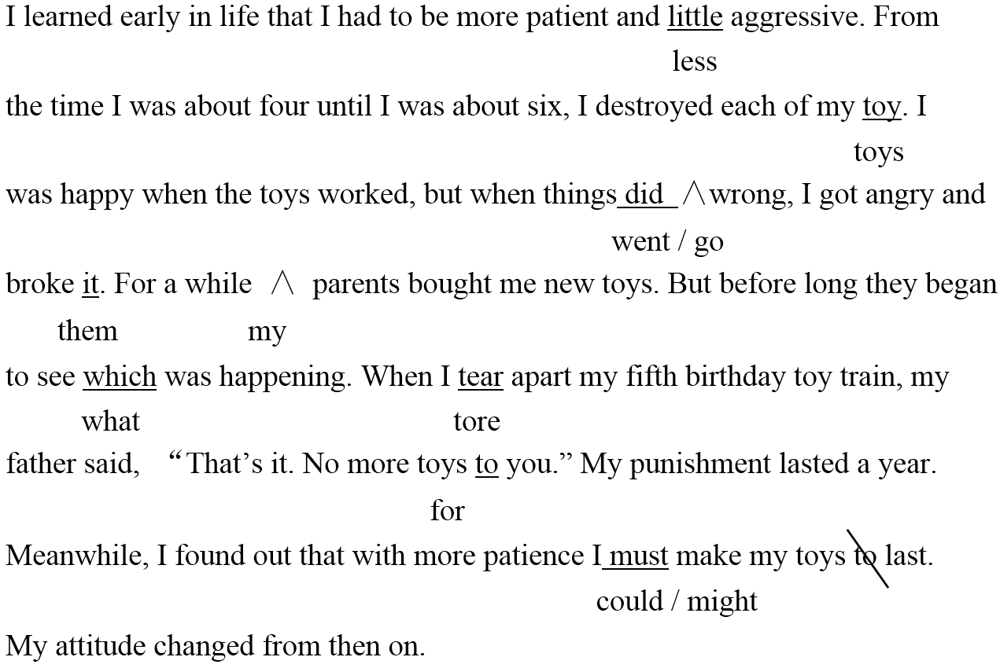 I learned early in life that I had to be more patient and little aggressive. From
less
the time I was about four until I was about six, I destroyed each of my toy. I
toys
was happy when the toys worked, but when things did ∧wrong, I got angry and
went / go
broke it. For a while ∧ parents bought me new toys. But before long they began
them my
to see which was happening. When I tear apart my fifth birthday toy train, my
what tore
father said, “That’s it. No more toys to you.” My punishment lasted a year.
for
Meanwhile, I found out that with more patience I must make my toys to last.
could / might
My attitude changed from then on.